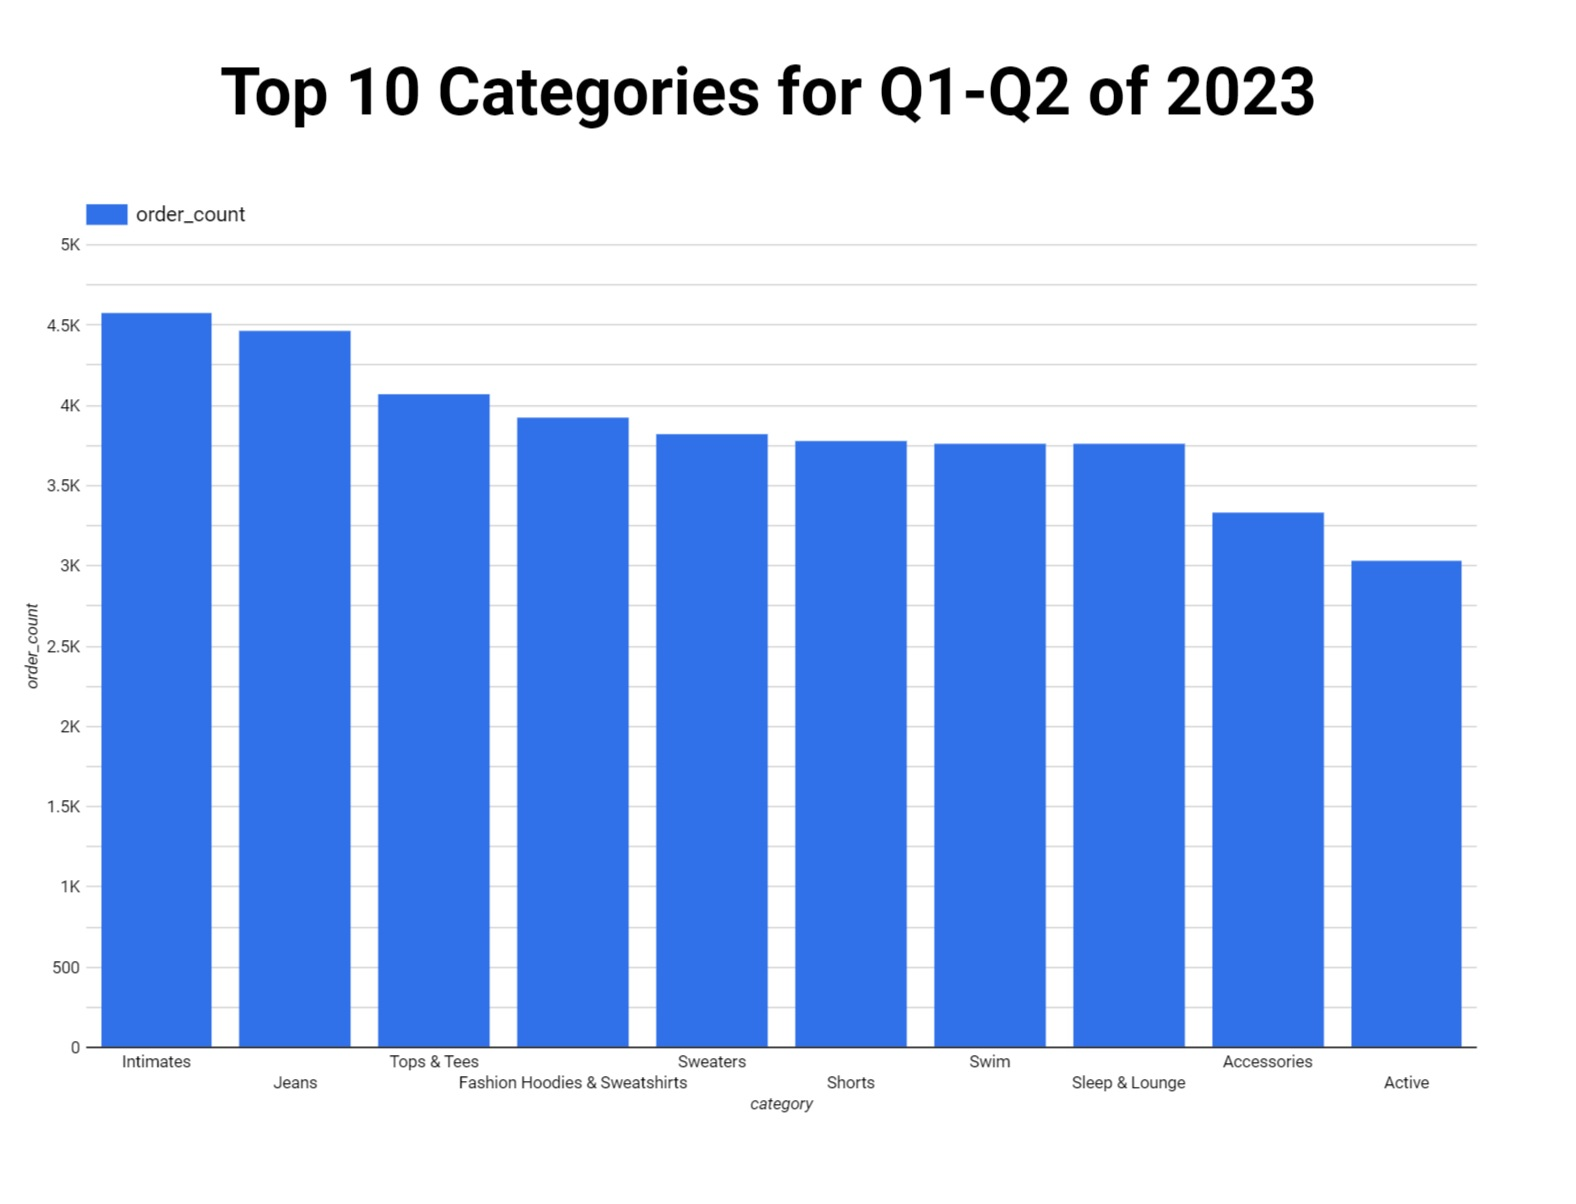 Top 10 Categories for Q1-Q2 of 2023
order_count
5K
4.5K
4K
3.5K
3K
2.5K
2K
1.5K
1K
500
0
order_count
Intimates
Jeans
Tops & Tees
Fashion Hoodies & Sweatshirts
Sweaters
Shorts
Swim
Sleep & Lounge
Accessories
Active
category